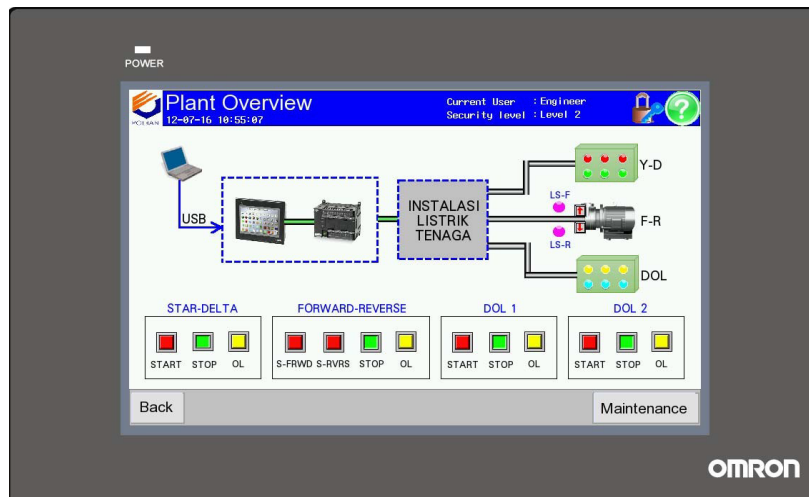 POWER
Plant Overview
12-07-16 10:55:07
Current User : Engineer
Security level : Level 2
POLMAN
Y-D
LS-F
USB
INSTALASI
LISTRIK
TENAGA
F-R
LS-R
DOL
STAR-DELTA
FORWARD-REVERSE
DOL 1
DOL 2
START STOP OL
S-FRWD S-RVRS STOP OL
START STOP OL
START STOP OL
Back
Maintenance
OMRON